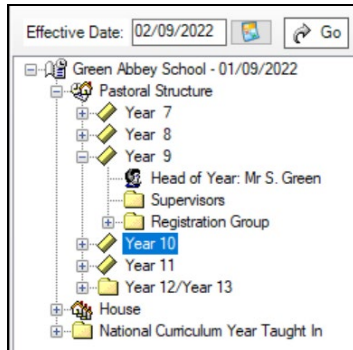 Effective Date: 02/09/2022 Go
Green Abbey School - 01/09/2022
Pastoral Structure
Year 7
Year 8
Year 9
Head of Year: Mr S. Green
Supervisors
Registration Group
Year 10
Year 11
Year 12/Year 13
House
National Curriculum Year Taught In